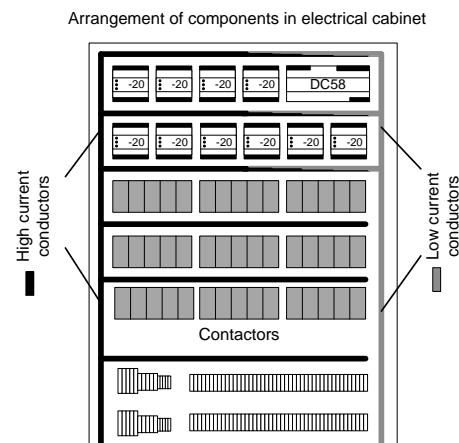 Arrangement of components in electrical cabinet
-20 -20 -20 -20 DC58
-20 -20 -20 -20 -20 -20
High current
conductors
Low current
conductors
Contactors